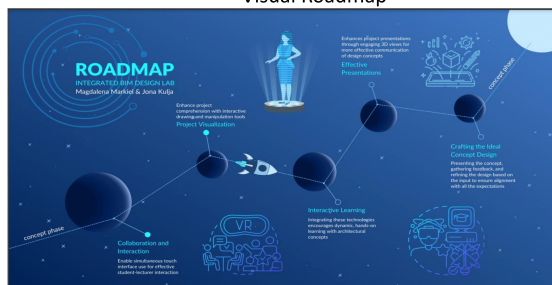 Visual Roadmap
ROADMAP
INTEGRATED BIM DESIGN LAB
Magdalena Markiel & Jona Kulja
Enhance project
comprehension with interactive
drawing and manipulation tools
Project Visualization
Enhances project presentations
through engaging 3D views for
more effective communication
of design concepts
Effective
Presentations
concept phase
Crafting the Ideal
Concept Design
Presenting the concept,
gathering feedback, and
refining the design based on
the input to ensure alignment
with all the expectations
Interactive Learning
Integrating these technologies
encourages dynamic, hands on
learning with architectural
concepts
VR
concept phase
Collaboration and
Interaction
Enable simultaneous touch
interface use for effective
student-lecturer interaction